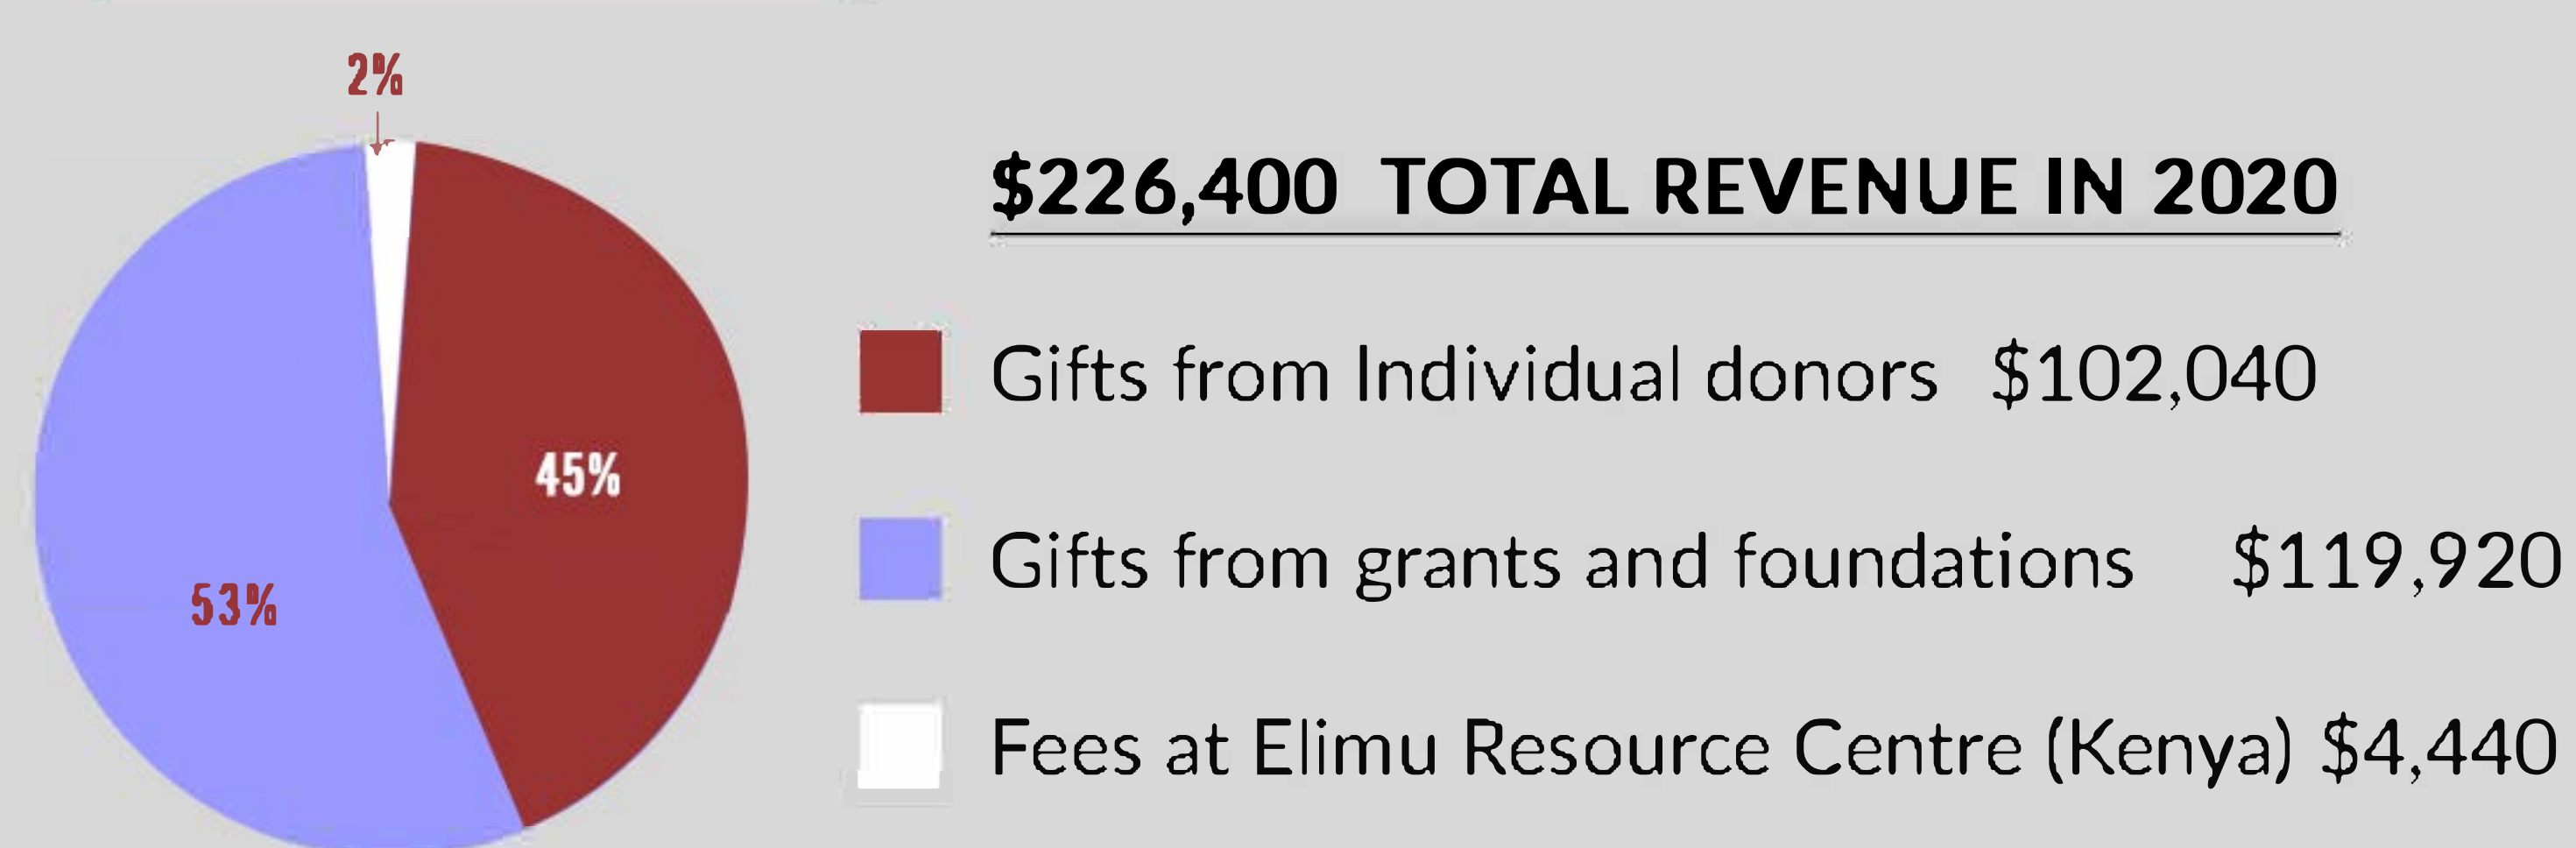 2%
45%
53%
$226,400 TOTAL REVENUE IN 2020
Gifts from Individual donors $102,040
Gifts from grants and foundations $119,920
Fees at Elimu Resource Centre (Kenya) $4,440